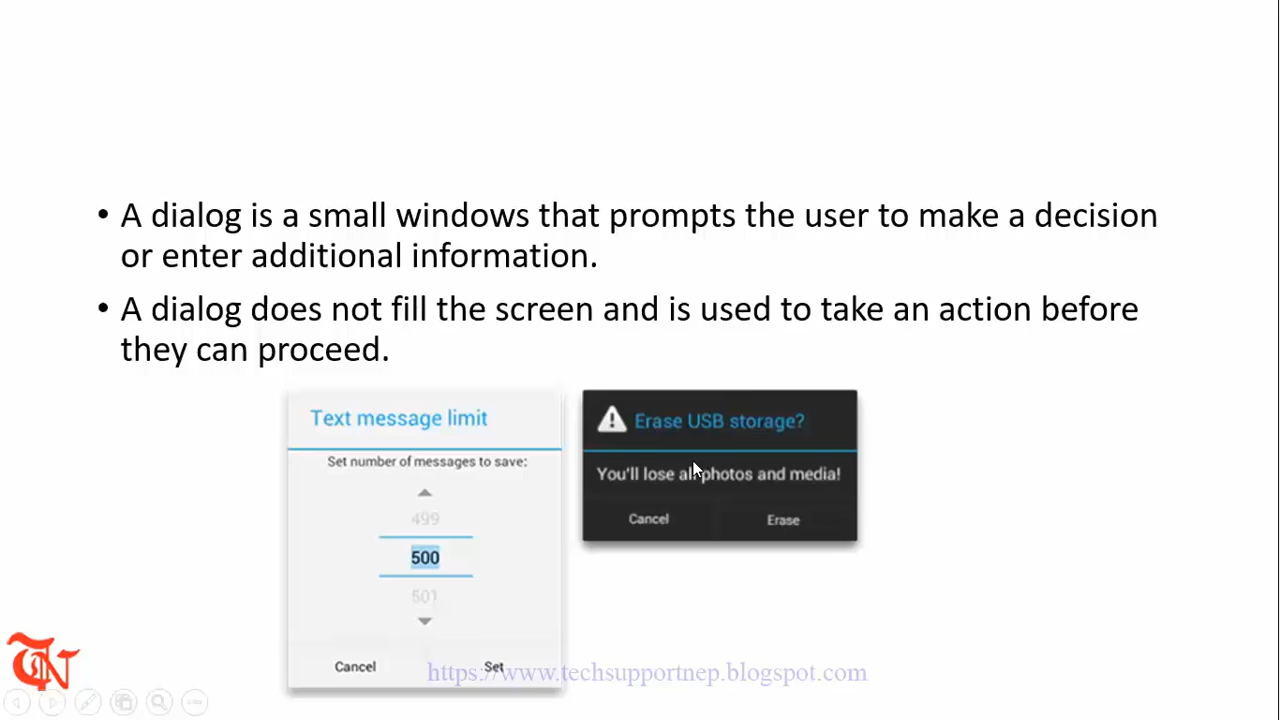 • A dialog is a small windows that prompts the user to make a decision
or enter additional information.
• A dialog does not fill the screen and is used to take an action before
they can proceed.
Text message limit
Set number of messages to save:
499
500
501
Cancel Set
Erase USB storage?
You'll lose all photos and media!
Cancel Erase
https://www.techsupportnep.blogspot.com
TN